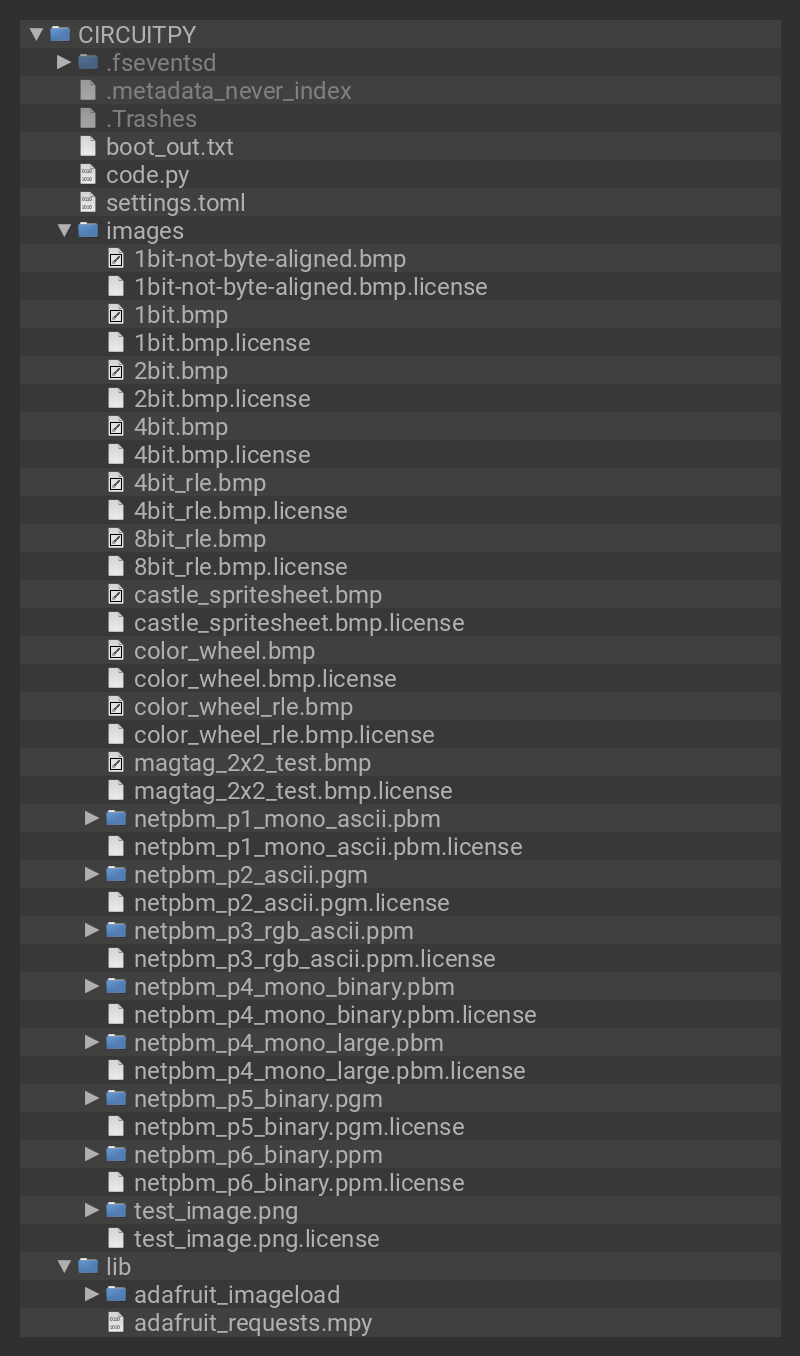 CIRCUITPY
.fseventsd
.metadata_never_index
.Trashes
boot_out.txt
code.py
settings.toml
images
1bit-not-byte-aligned.bmp
1bit-not-byte-aligned.bmp.license
1bit.bmp
1bit.bmp.license
2bit.bmp
2bit.bmp.license
4bit.bmp
4bit.bmp.license
4bit_rle.bmp
4bit_rle.bmp.license
8bit_rle.bmp
8bit_rle.bmp.license
castle_spritesheet.bmp
castle_spritesheet.bmp.license
color_wheel.bmp
color_wheel.bmp.license
color_wheel_rle.bmp
color_wheel_rle.bmp.license
magtag_2x2_test.bmp
magtag_2x2_test.bmp.license
netpbm_p1_mono_ascii.pbm
netpbm_p1_mono_ascii.pbm.license
netpbm_p2_ascii.pgm
netpbm_p2_ascii.pgm.license
netpbm_p3_rgb_ascii.ppm
netpbm_p3_rgb_ascii.ppm.license
netpbm_p4_mono_binary.pbm
netpbm_p4_mono_binary.pbm.license
netpbm_p4_mono_large.pbm
netpbm_p4_mono_large.pbm.license
netpbm_p5_binary.pgm
netpbm_p5_binary.pgm.license
netpbm_p6_binary.ppm
netpbm_p6_binary.ppm.license
test_image.png
test_image.png.license
lib
adafruit_imageload
adafruit_requests.mpy